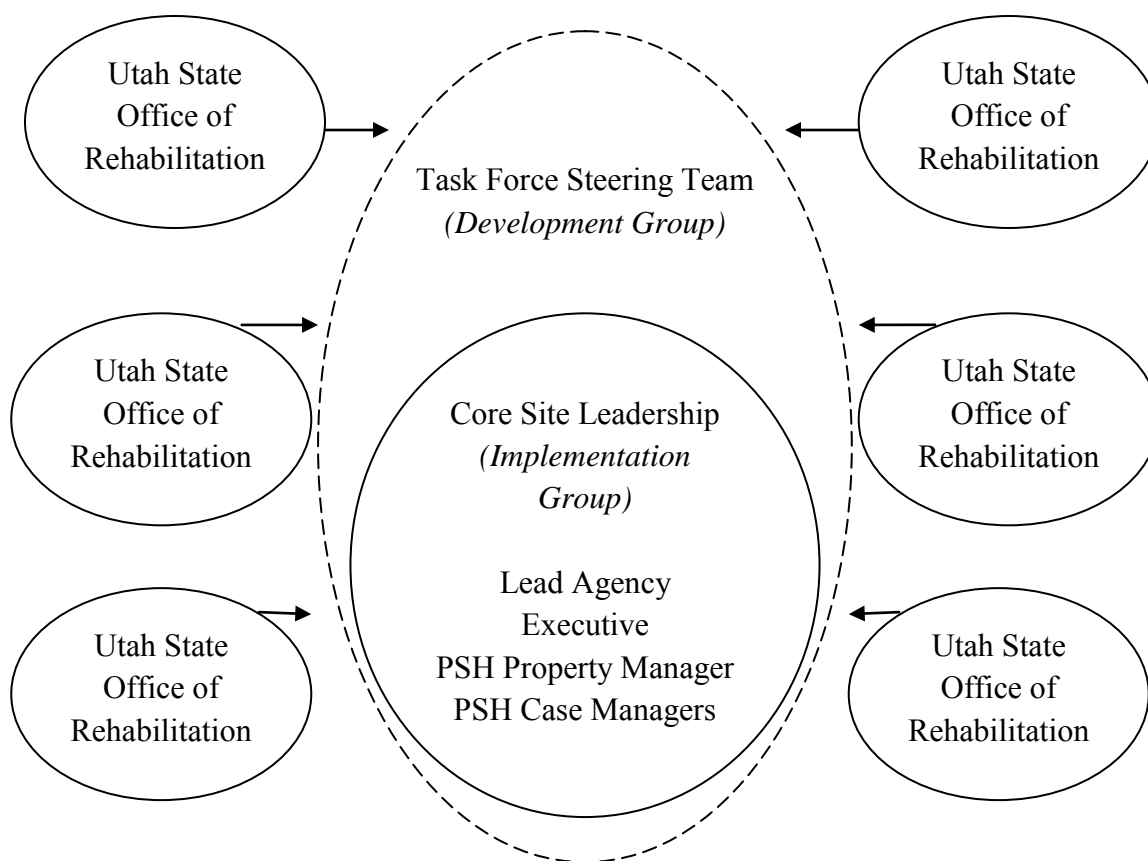 Utah State
Office of
Rehabilitation
Utah State
Office of
Rehabilitation
Task Force Steering Team
(Development Group)
Utah State
Office of
Rehabilitation
Utah State
Office of
Rehabilitation
Core Site Leadership
(Implementation
Group)
Lead Agency
Executive
PSH Property Manager
PSH Case Managers
Utah State
Office of
Rehabilitation
Utah State
Office of
Rehabilitation